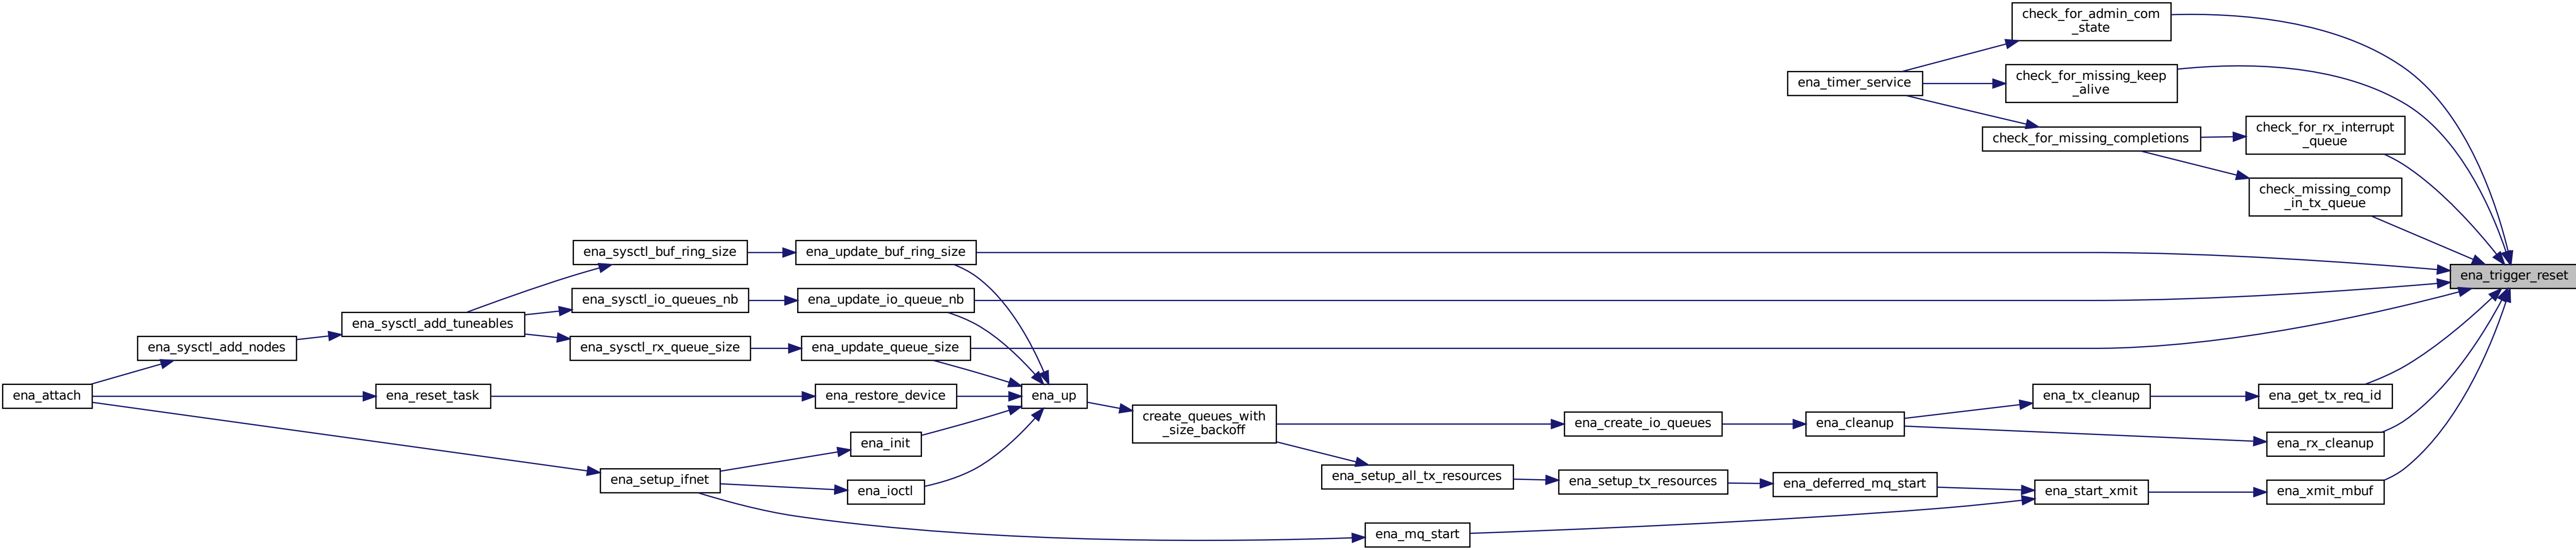 check_for_admin_com
_state
ena_timer_service
check_for_missing_keep
_alive
check_for_missing_completions
check_for_rx_interrupt
_queue
check_missing_comp
_in_tx_queue
ena_sysctl_buf_ring_size
ena_update_buf_ring_size
ena_trigger_reset
ena_sysctl_io_queues_nb
ena_update_io_queue_nb
ena_sysctl_add_tuneables
ena_sysctl_add_nodes
ena_sysctl_rx_queue_size
ena_update_queue_size
ena_attach
ena_reset_task
ena_restore_device
ena_up
create_queues_with
_size_backoff
ena_create_io_queues
ena_cleanup
ena_tx_cleanup
ena_get_tx_req_id
ena_init
ena_rx_cleanup
ena_setup_ifnet
ena_ioctl
ena_setup_all_tx_resources
ena_setup_tx_resources
ena_deferred_mq_start
ena_start_xmit
ena_xmit_mbuf
ena_mq_start